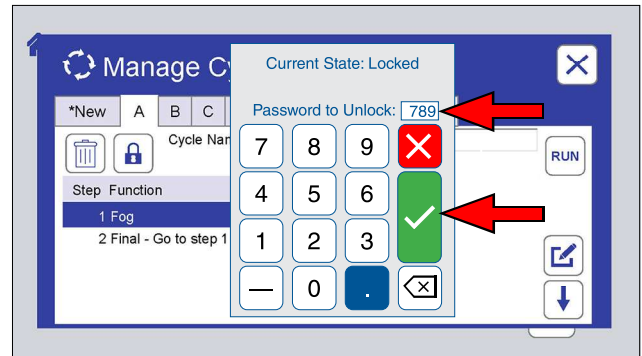 Manage Cy
Current State: Locked
*New A B C
Password to Unlock: 789
Cycle Nar
7 8 9
RUN
Step Function
4 5 6
1 Fog
2 Final - Go to step 1
1 2 3
— 0 .